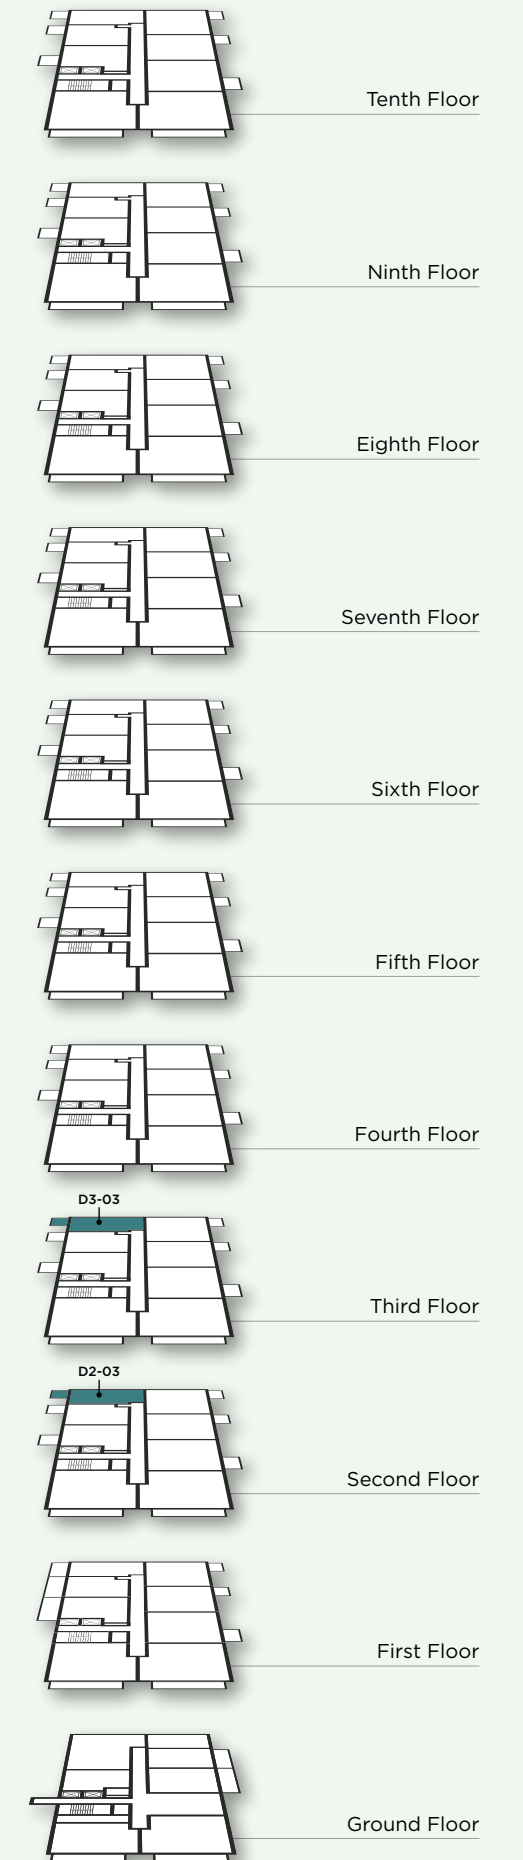 Tenth Floor
Ninth Floor
Eighth Floor
Seventh Floor
Sixth Floor
Fifth Floor
Fourth Floor
D3-03
Third Floor
D2-03
Second Floor
First Floor
Ground Floor